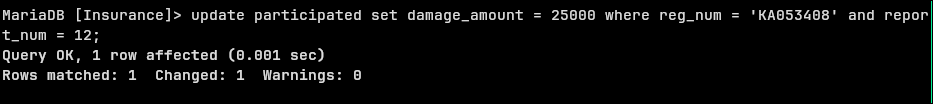 MariaDB [Insurance]> update participated set damage_amount = 25000 where reg_num = 'KA053408' and repor
t_num = 12;
Query OK, 1 row affected (0.001 sec)
Rows matched: 1  Changed: 1  Warnings: 0